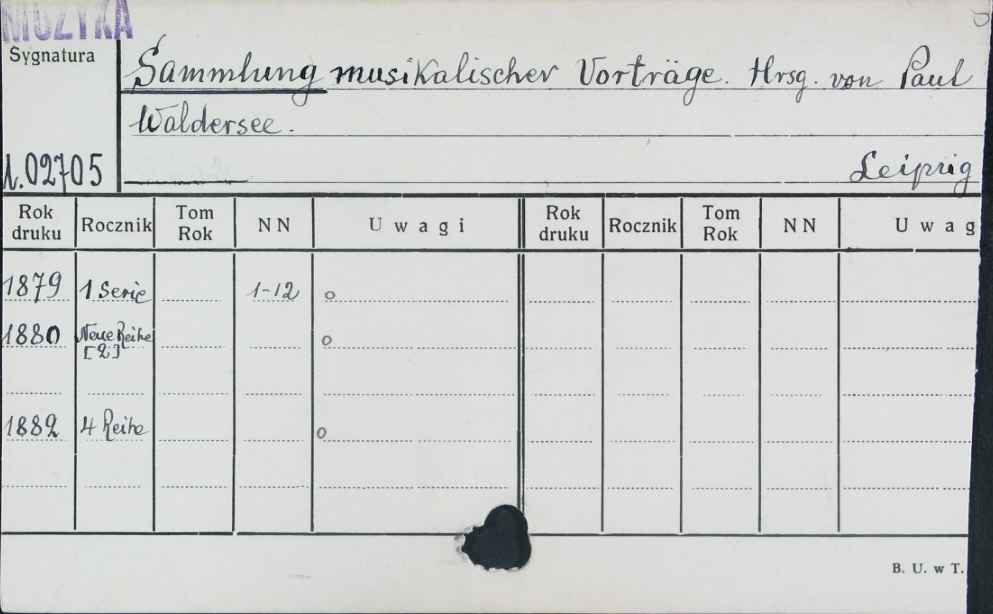 MUZYKA
Sygnatura
Sammlung musikalischer Vorträge. Hrsg. von Paul
Waldersee.
1.02705
Leipzig
Rok druku Rocznik Tom Rok NN Uwagi Rok druku Rocznik Tom Rok NN Uwag
1879 1 Serie 1-12 o
1880 Neue Reihe o
[2]
1882 4 Reihe o
B. U. w T.